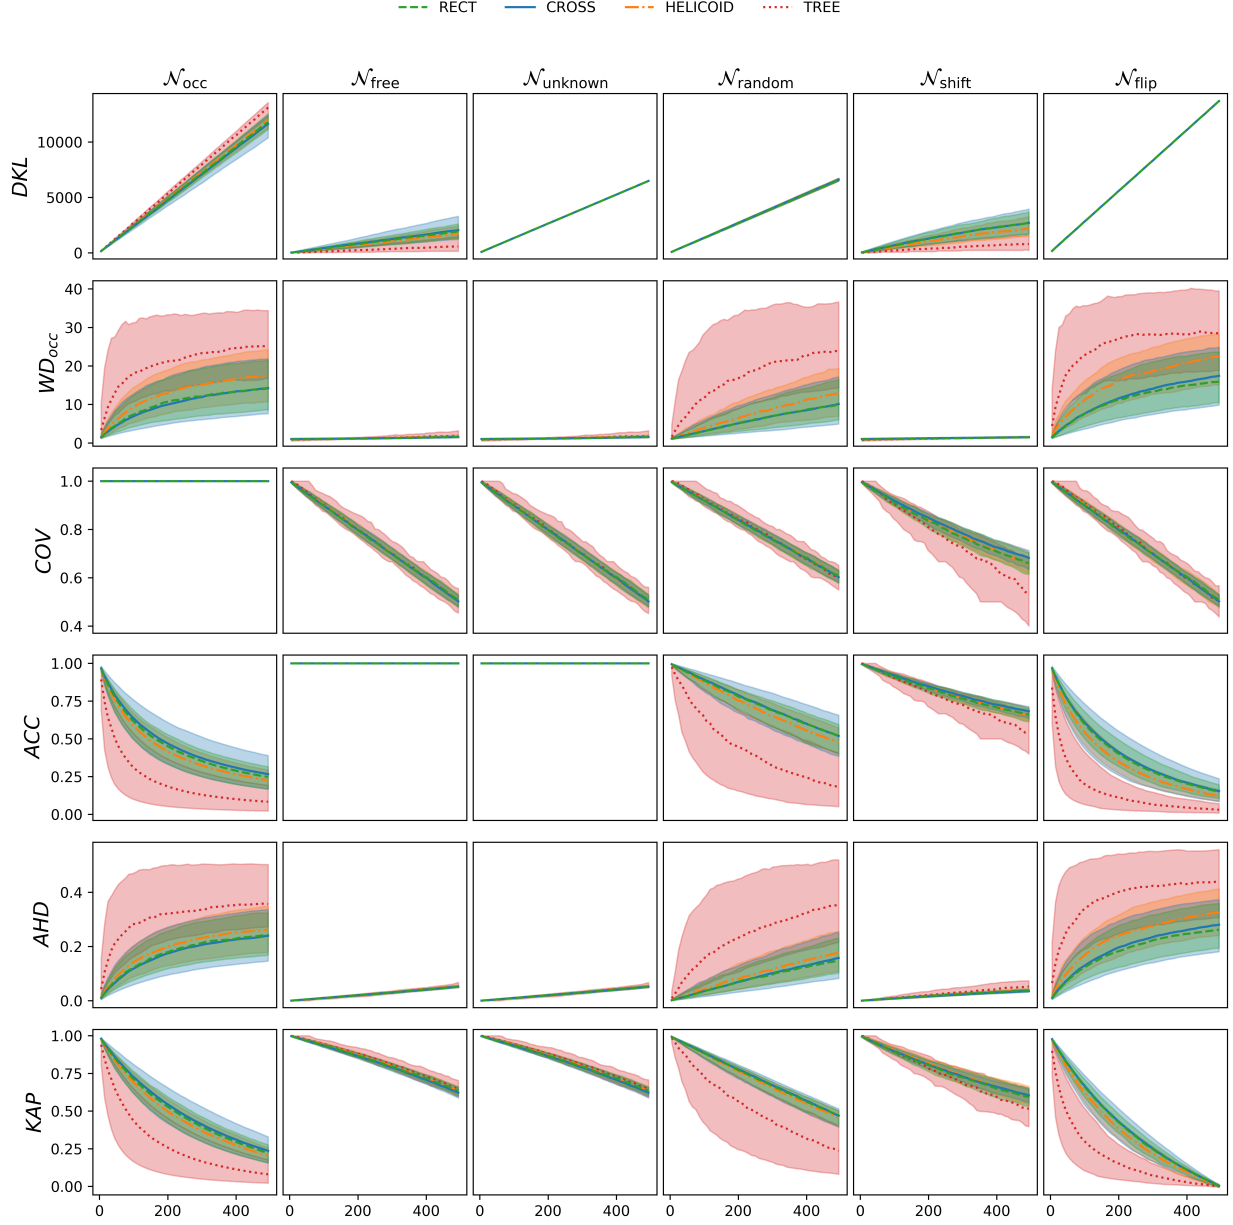 RECT CROSS HELICOID TREE
𝒩occ 𝒩free 𝒩unknown 𝒩random 𝒩shift 𝒩flip
DKL
10000
5000
0
WDocc
40
30
20
10
0
COV
1.0
0.8
0.6
0.4
ACC
1.00
0.75
0.50
0.25
0.00
AHD
0.4
0.2
0.0
KAP
1.00
0.75
0.50
0.25
0.00
0 200 400 0 200 400 0 200 400 0 200 400 0 200 400 0 200 400